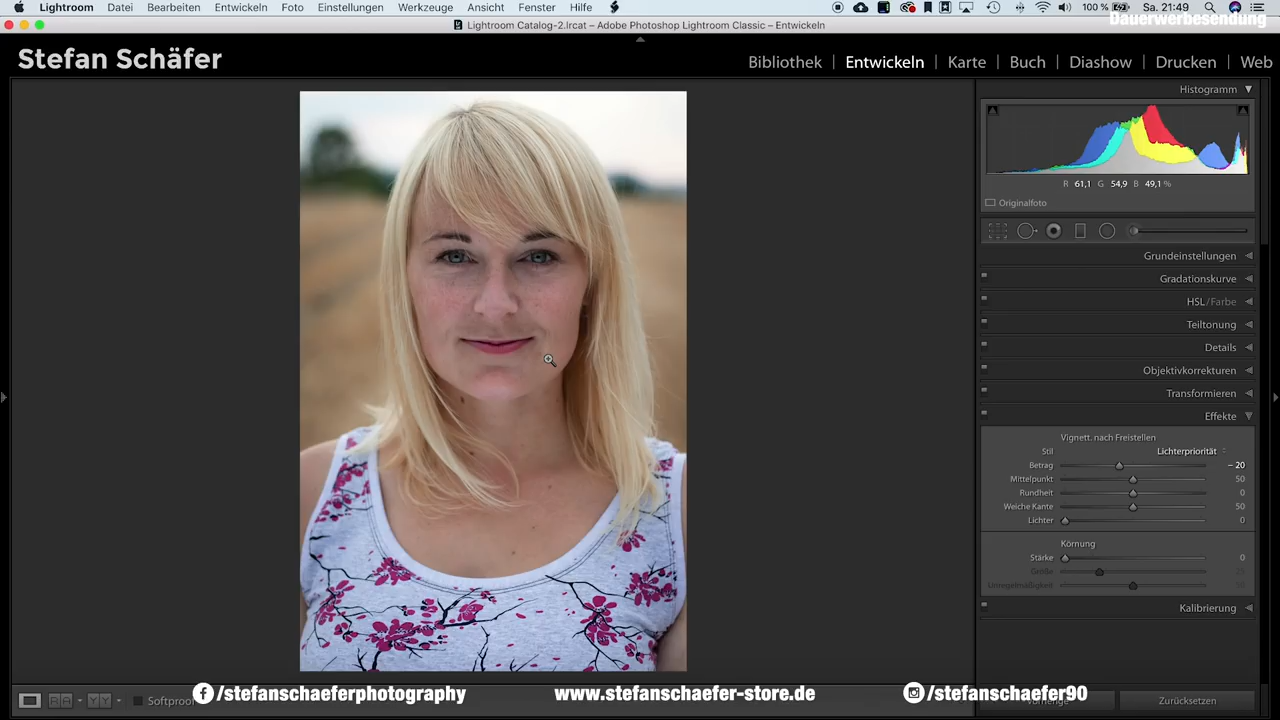 Lightroom Datei Bearbeiten Entwickeln Foto Einstellungen Werkzeuge Ansicht Fenster Hilfe 100 % Sa. 21:49
Dauerwerbesendung
Lightroom Catalog-2.lrcat – Adobe Photoshop Lightroom Classic – Entwickeln
Stefan Schäfer
Bibliothek | Entwickeln | Karte | Buch | Diashow | Drucken | Web
Histogramm
R 61,1 G 54,9 B 49,1 %
Originalfoto
Grundeinstellungen
Gradationskurve
HSL / Farbe
Teiltonung
Details
Objektivkorrekturen
Transformieren
Effekte
Vignett. nach Freistellen
Stil Lichterpriorität
Betrag – 20
Mittelpunkt 50
Rundheit 0
Weiche Kante 50
Lichter 0
Körnung
Stärke 0
Größe
Unregelmäßigkeit
Kalibrierung
Softproof
/stefanschaeferphotography
www.stefanschaefer-store.de
/stefanschaefer90
Vorherige
Zurücksetzen